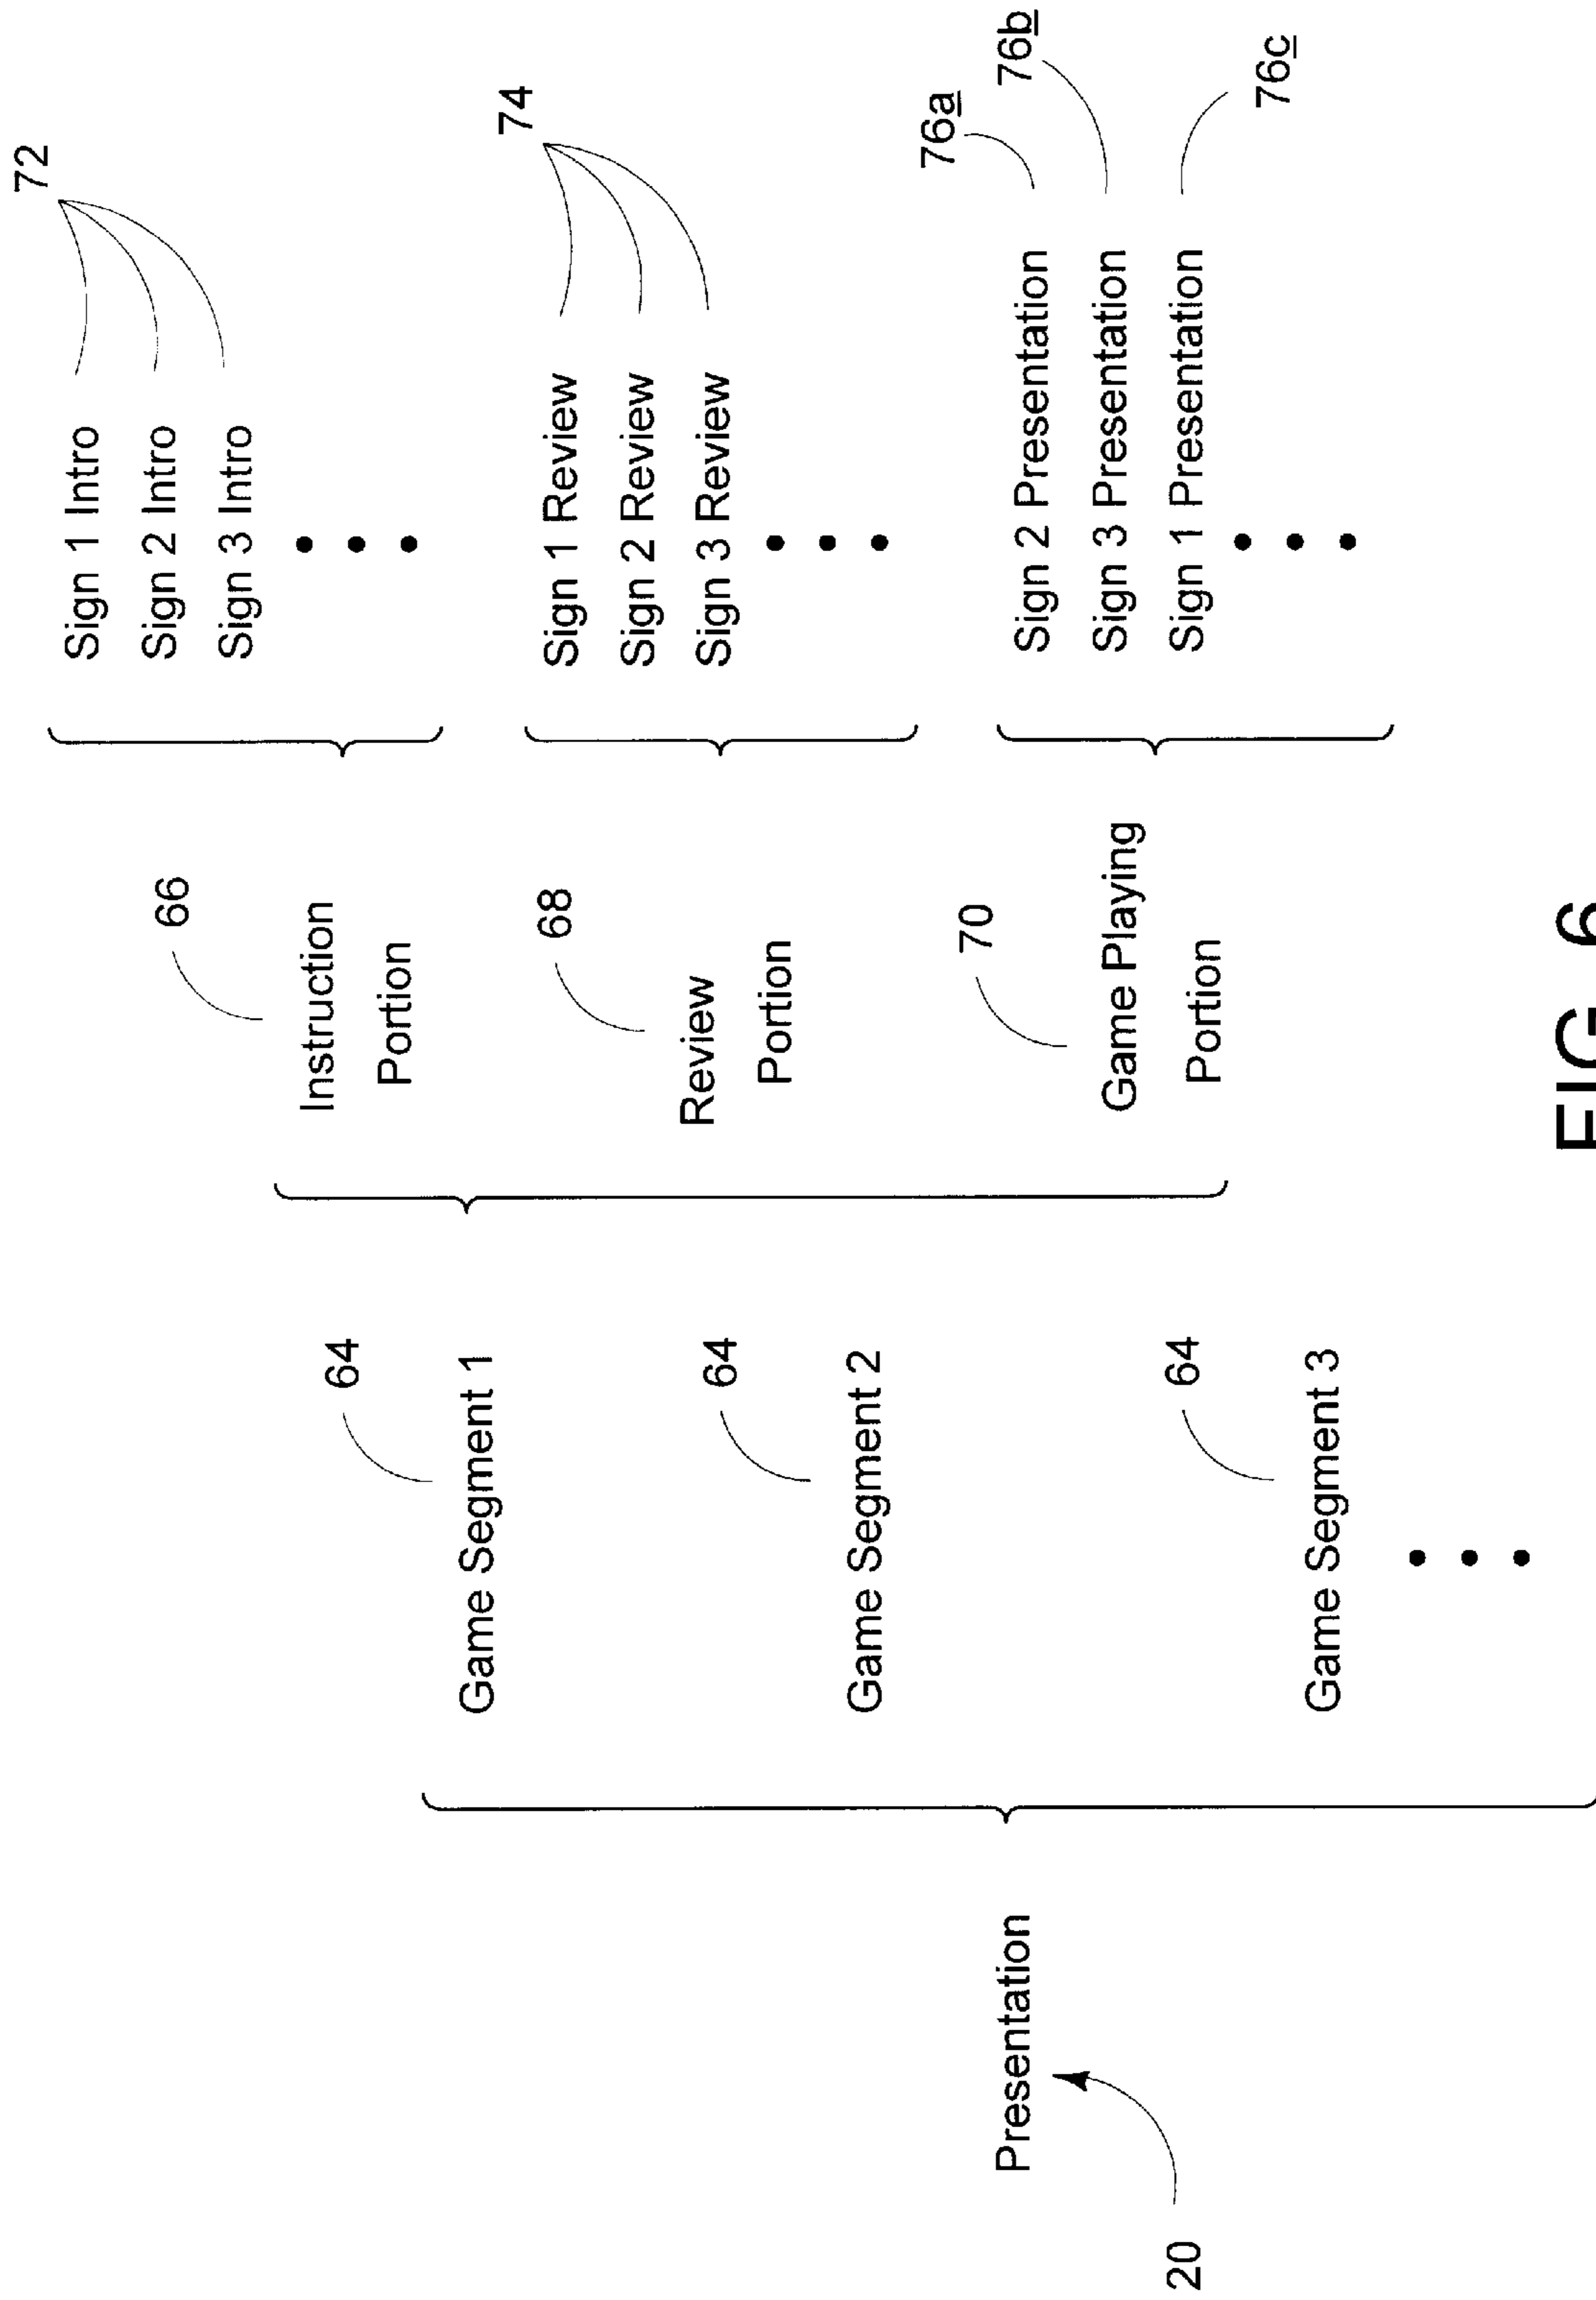 20
Presentation
64
Game Segment 1
64
Game Segment 2
64
Game Segment 3
66
Instruction
Portion
68
Review
Portion
70
Game Playing
Portion
72
Sign 1 Intro
Sign 2 Intro
Sign 3 Intro
74
Sign 1 Review
Sign 2 Review
Sign 3 Review
76a
76b
76c
Sign 2 Presentation
Sign 3 Presentation
Sign 1 Presentation
FIG 6